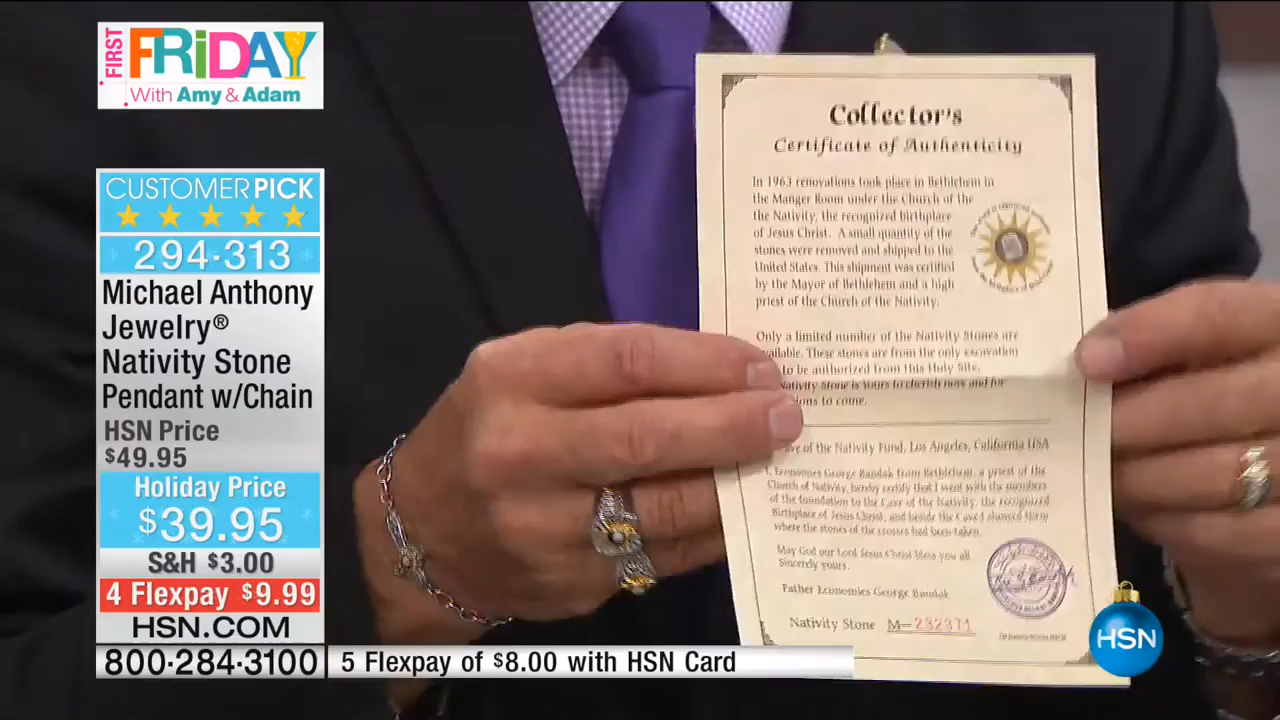 FIRST
FRiDAY
With Amy & Adam
CUSTOMER PICK
294-313
Michael Anthony
Jewelry®
Nativity Stone
Pendant w/Chain
HSN Price
$49.95
Holiday Price
$39.95
S&H $3.00
4 Flexpay $9.99
HSN.COM
800-284-3100
5 Flexpay of $8.00 with HSN Card
Collector's
Certificate of Authenticity
In 1963 renovations took place in Bethlehem in
the Manger Room under the Church of the
the Nativity, the recognized birthplace
of Jesus Christ. A small quantity of the
stones were removed and shipped to the
United States. This shipment was certified
by the Mayor of Bethlehem and a high
priest of the Church of the Nativity.
Only a limited number of the Nativity Stones are
available. These stones are from the only excavation
to be authorized from this Holy Site.
Nativity Stone is yours to cherish now and for
to come.
of the Nativity Fund, Los Angeles, California USA
I, Economies George Bandak from Bethlehem, a priest of the
Church of Nativity, hereby certify that I went with the members
of the foundation to the Cave of the Nativity, the recognized
Birthplace of Jesus Christ, and beside the Cave I showed them
where the stones of the crosses had been taken.
May God our Lord Jesus Christ bless you all
Sincerely yours,
Father Economies George Bandak
Nativity Stone M-232371
HSN